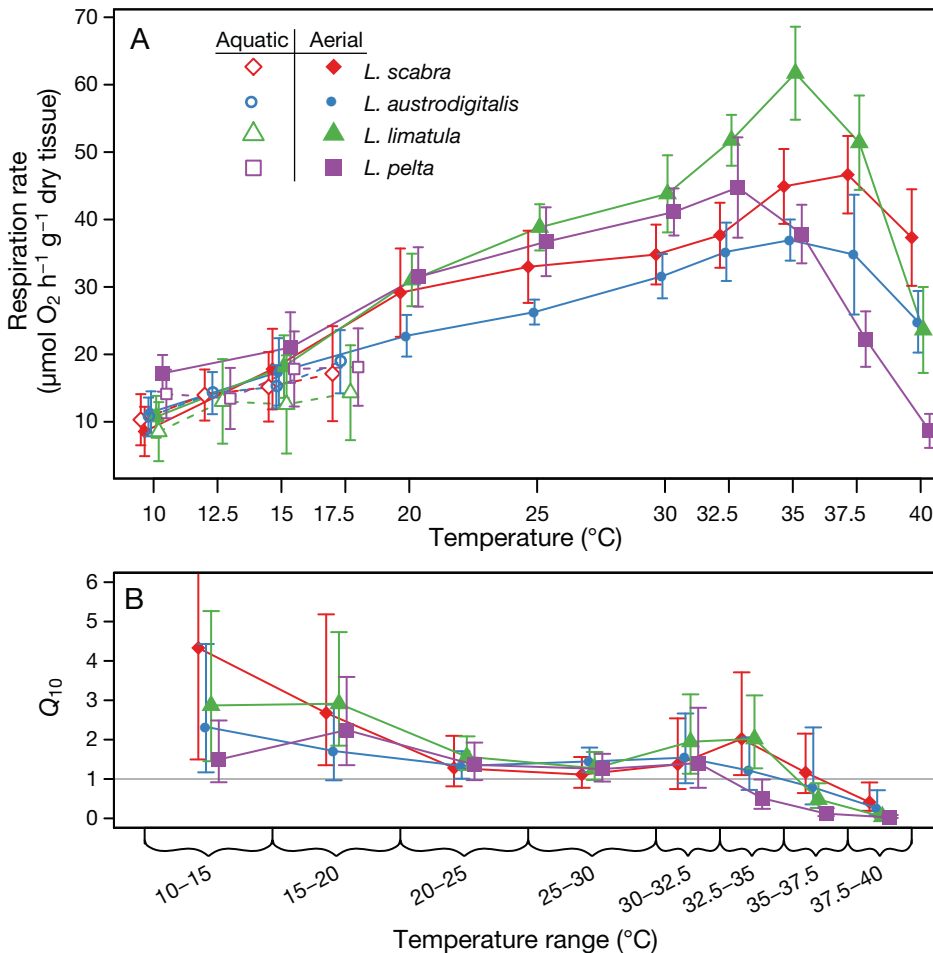 A
Aquatic Aerial
L. scabra
L. austrodigitalis
L. limatula
L. pelta
Respiration rate
(µmol O₂ h⁻¹ g⁻¹ dry tissue)
70
60
50
40
30
20
10
10 12.5 15 17.5 20 25 30 32.5 35 37.5 40
Temperature (°C)
B
Q₁₀
6
5
4
3
2
1
0
10–15 15–20 20–25 25–30 30–32.5 32.5–35 35–37.5 37.5–40
Temperature range (°C)